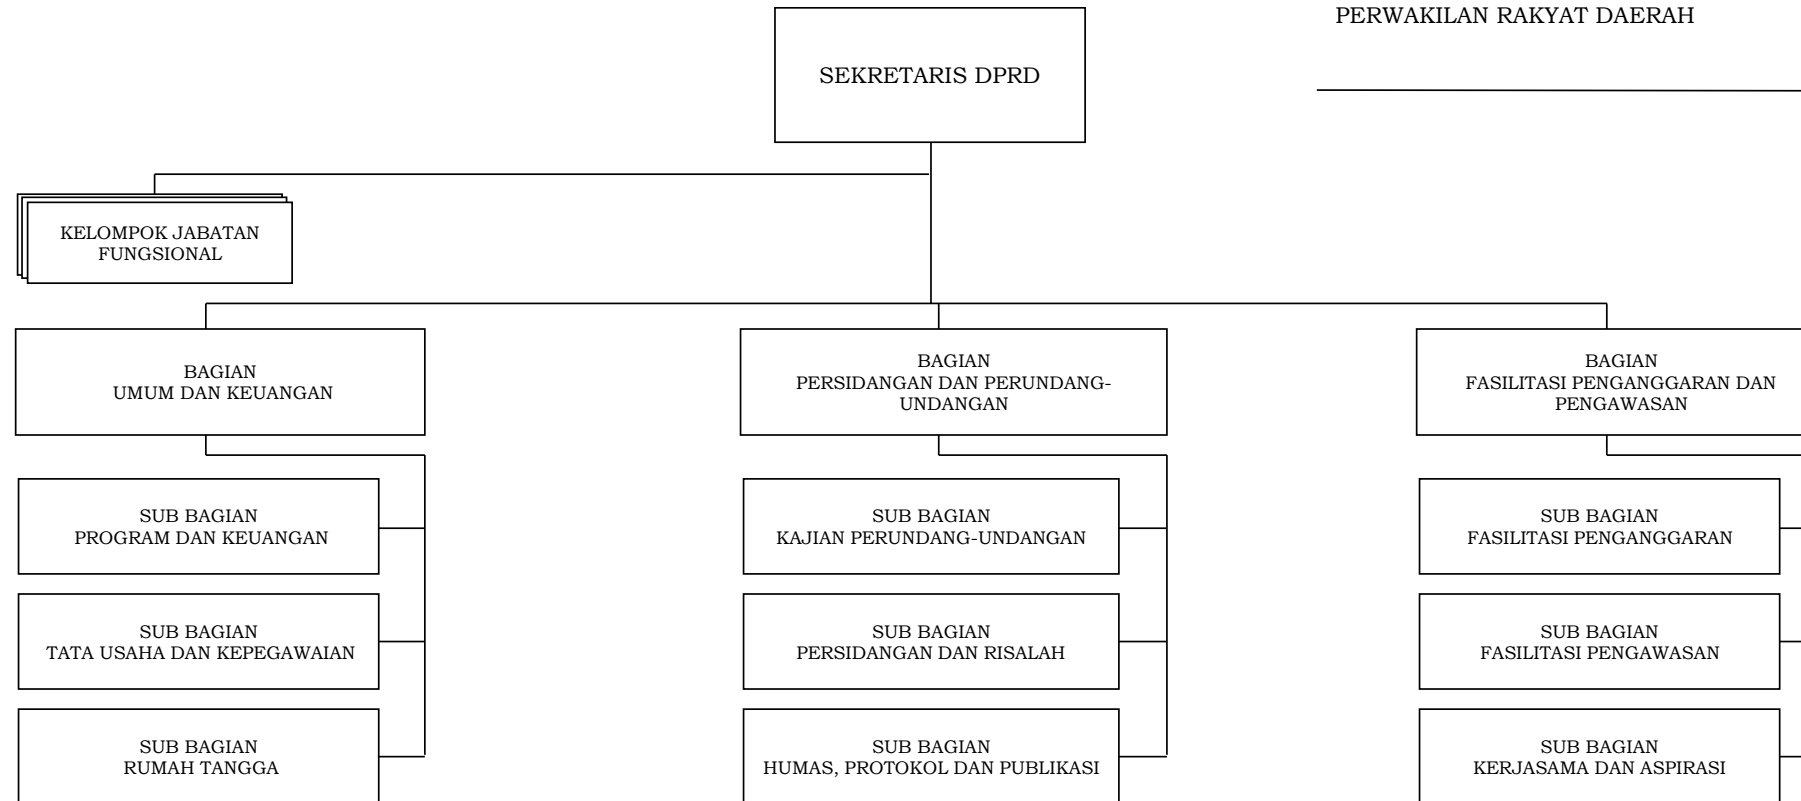 PERWAKILAN RAKYAT DAERAH
SEKRETARIS DPRD
KELOMPOK JABATAN
FUNGSIONAL
BAGIAN
UMUM DAN KEUANGAN
BAGIAN
PERSIDANGAN DAN PERUNDANG-
UNDANGAN
BAGIAN
FASILITASI PENGANGGARAN DAN
PENGAWASAN
SUB BAGIAN
PROGRAM DAN KEUANGAN
SUB BAGIAN
KAJIAN PERUNDANG-UNDANGAN
SUB BAGIAN
FASILITASI PENGANGGARAN
SUB BAGIAN
TATA USAHA DAN KEPEGAWAIAN
SUB BAGIAN
PERSIDANGAN DAN RISALAH
SUB BAGIAN
FASILITASI PENGAWASAN
SUB BAGIAN
RUMAH TANGGA
SUB BAGIAN
HUMAS, PROTOKOL DAN PUBLIKASI
SUB BAGIAN
KERJASAMA DAN ASPIRASI